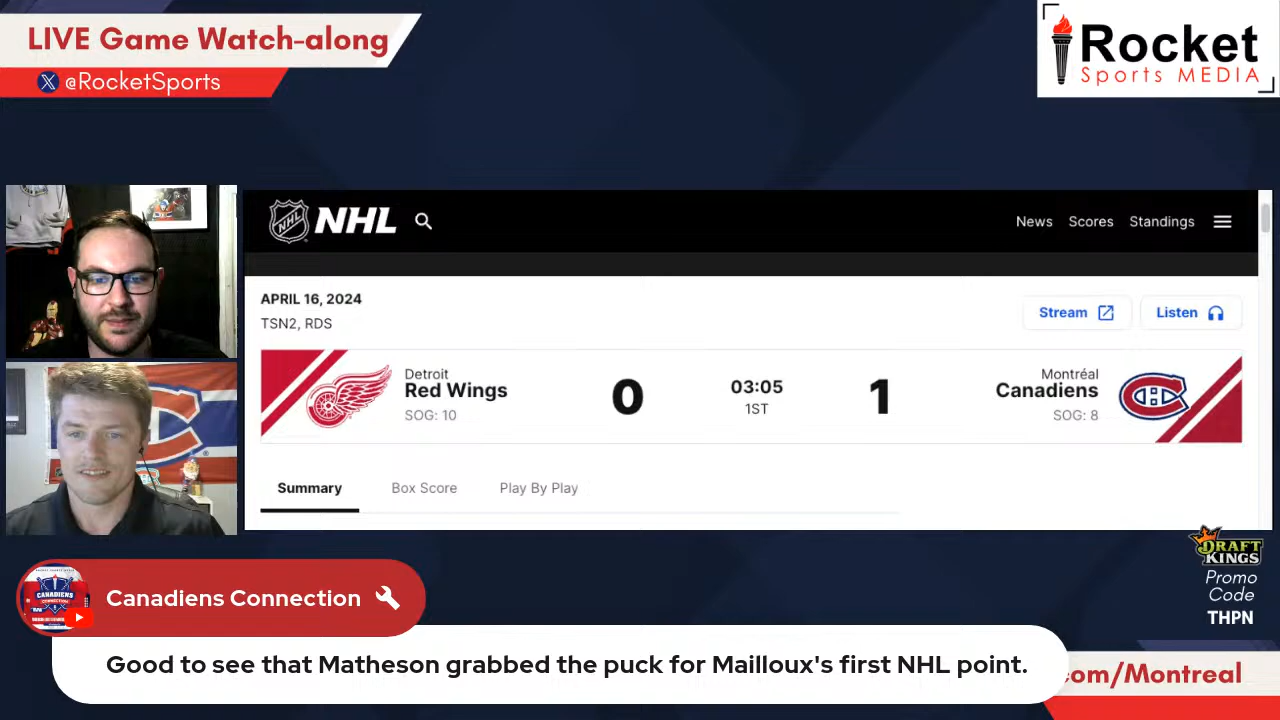 LIVE Game Watch-along
@RocketSports
Rocket
Sports MEDIA
NHL
NHL
News Scores Standings
APRIL 16, 2024
TSN2, RDS
Stream
Listen
Detroit
Red Wings
SOG: 10
0
03:05
1ST
1
Montréal
Canadiens
SOG: 8
Summary Box Score Play By Play
DRAFT
KINGS
Promo
Code
THPN
CANADIENS
CONNECTION
Canadiens Connection
Good to see that Matheson grabbed the puck for Mailloux's first NHL point.
com/Montreal